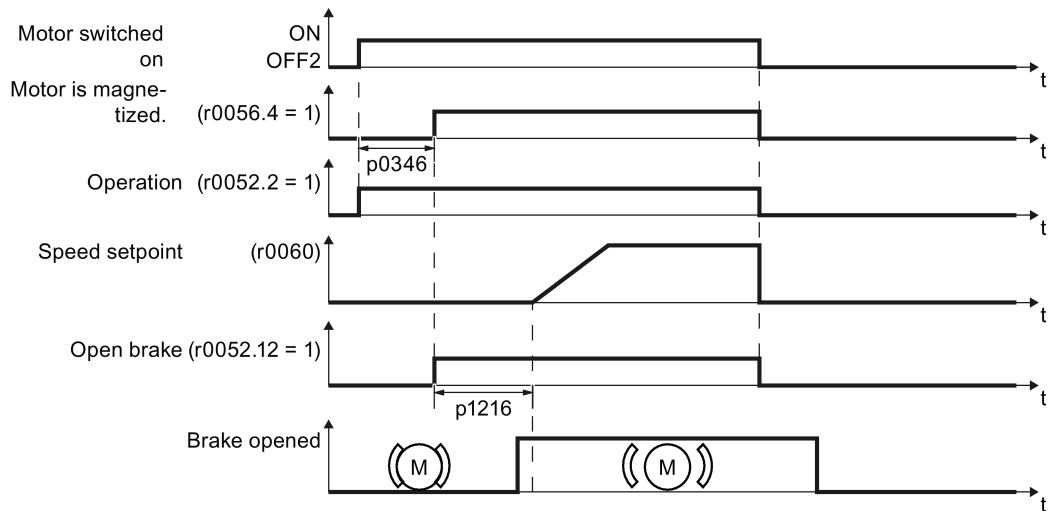 Motor switched
on
ON
OFF2
t
Motor is magne-
tized.
(r0056.4 = 1)
t
p0346
Operation (r0052.2 = 1)
t
Speed setpoint (r0060)
t
Open brake (r0052.12 = 1)
t
p1216
Brake opened
M
M
t